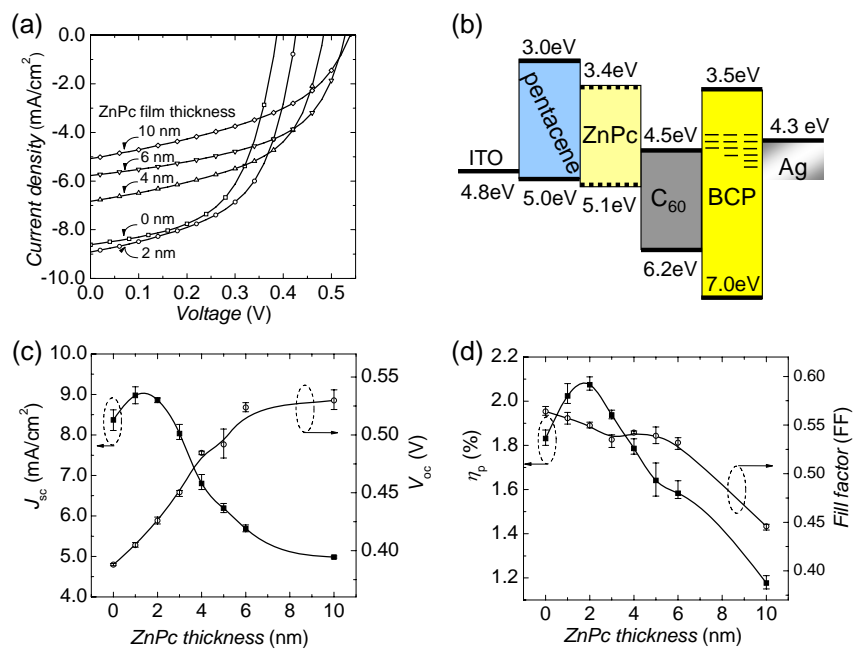 (a)
0.0
-2.0
-4.0
-6.0
-8.0
-10.0
Current density (mA/cm²)
ZnPc film thickness
10 nm
6 nm
4 nm
0 nm
2 nm
0.0 0.1 0.2 0.3 0.4 0.5
Voltage (V)
(b)
3.0eV
3.4eV
3.5eV
pentacene
ZnPc
4.5eV
4.3 eV
ITO
Ag
4.8eV
5.0eV
5.1eV
C₆₀
BCP
6.2eV
7.0eV
(c)
10.0
9.0
8.0
7.0
6.0
5.0
4.0
J_sc (mA/cm²)
0.55
0.50
0.45
0.40
V_oc (V)
0 2 4 6 8 10
ZnPc thickness (nm)
(d)
2.2
2.0
1.8
1.6
1.4
1.2
η_p (%)
0.60
0.55
0.50
0.45
0.40
Fill factor (FF)
0 2 4 6 8 10
ZnPc thickness (nm)